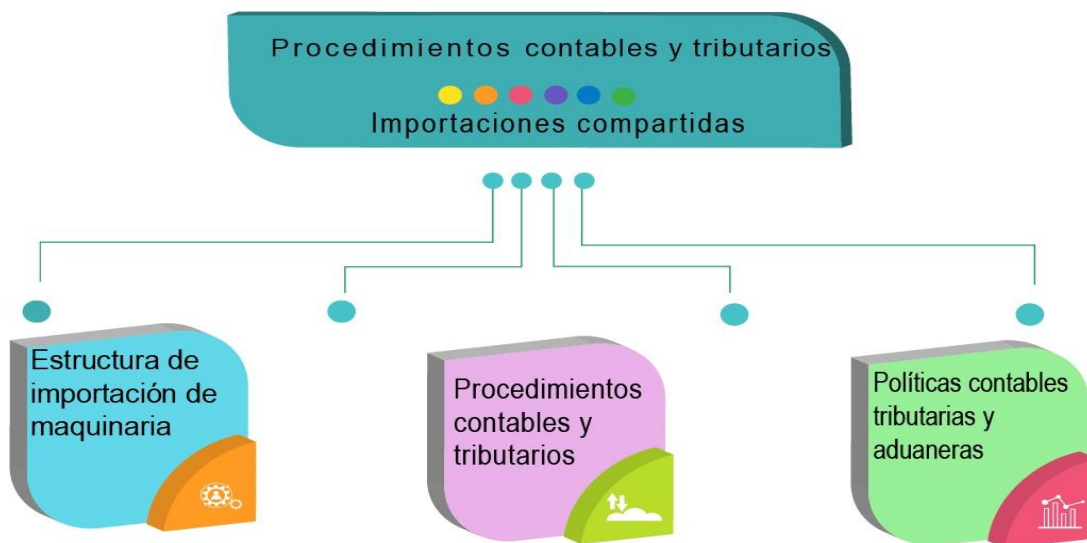 Procedimientos contables y tributarios
Importaciones compartidas
Estructura de
importación de
maquinaria
Procedimientos
contables y
tributarios
Políticas contables
tributarias y
aduaneras